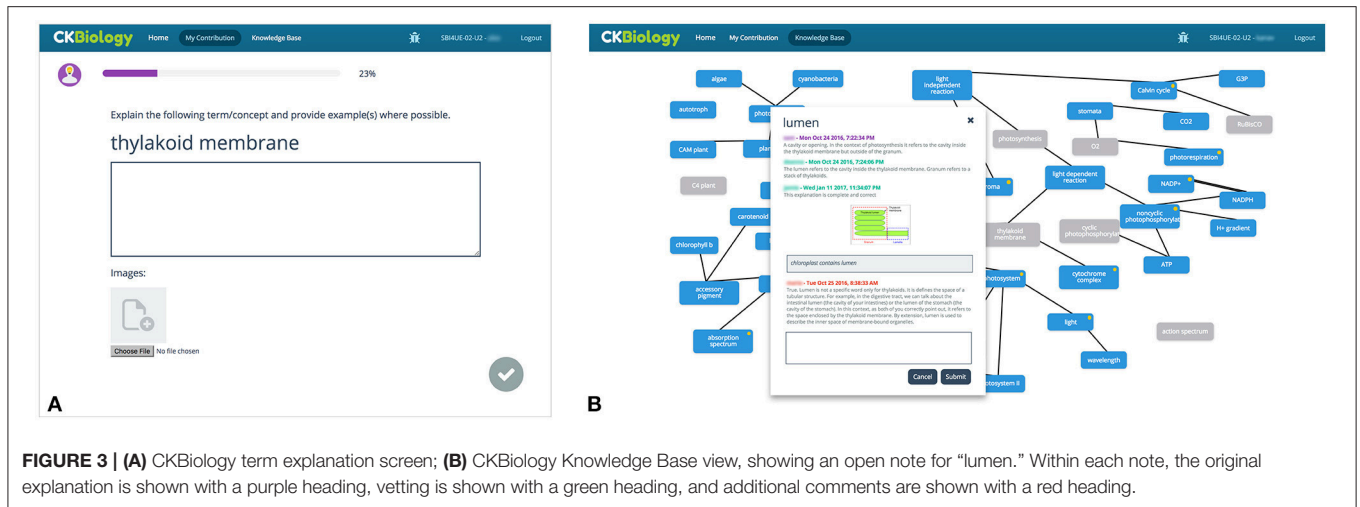 CKBiology Home My Contribution Knowledge Base SBI4UE-02-U2 - Logout
23%
Explain the following term/concept and provide example(s) where possible.
thylakoid membrane
Images:
Choose File No file chosen
A
CKBiology Home My Contribution Knowledge Base SBI4UE-02-U2 - Logout
algae
cyanobacteria
light independent reaction
G3P
Calvin cycle
autotroph
stomata
CO2
RuBisCO
photosynthesis
O2
CAM plant
photorespiration
C4 plant
light dependent reaction
NADP+
NADPH
carotenoid
noncyclic photophosphorylat
thylakoid membrane
cyclic photophosphorylat
H+ gradient
chlorophyll b
ATP
cytochrome complex
accessory pigment
light
absorption spectrum
action spectrum
wavelength
lumen
- Mon Oct 24 2016, 7:22:34 PM
A cavity or opening. In the context of photosynthesis it refers to the cavity inside
the thylakoid membrane but outside of the granum.
- Mon Oct 24 2016, 7:24:06 PM
The lumen refers to the cavity inside the thylakoid membrane. Granum refers to a
stack of thylakoids.
- Wed Jan 11 2017, 11:34:07 PM
This explanation is complete and correct
chloroplast contains lumen
- Tue Oct 25 2016, 8:38:33 AM
True. Lumen is not a specific word only for thylakoids. It is defines the space of a
tubular structure. For example, in the digestive tract, we can talk about the
intestinal lumen (the cavity of your intestines) or the lumen of the stomach (the
cavity of the stomach). In this context, as both of you correctly point out, it refers to
the space enclosed by the thylakoid membrane. By extension, lumen is used to
describe the inner space of membrane-bound organelles.
Cancel Submit
B
FIGURE 3 | (A) CKBiology term explanation screen; (B) CKBiology Knowledge Base view, showing an open note for “lumen.” Within each note, the original
explanation is shown with a purple heading, vetting is shown with a green heading, and additional comments are shown with a red heading.